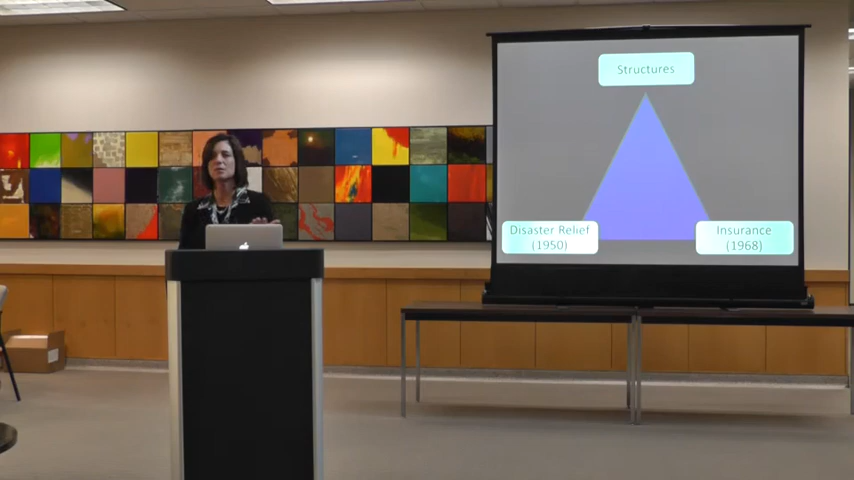 Structures
Disaster Relief
(1950)
Insurance
(1968)